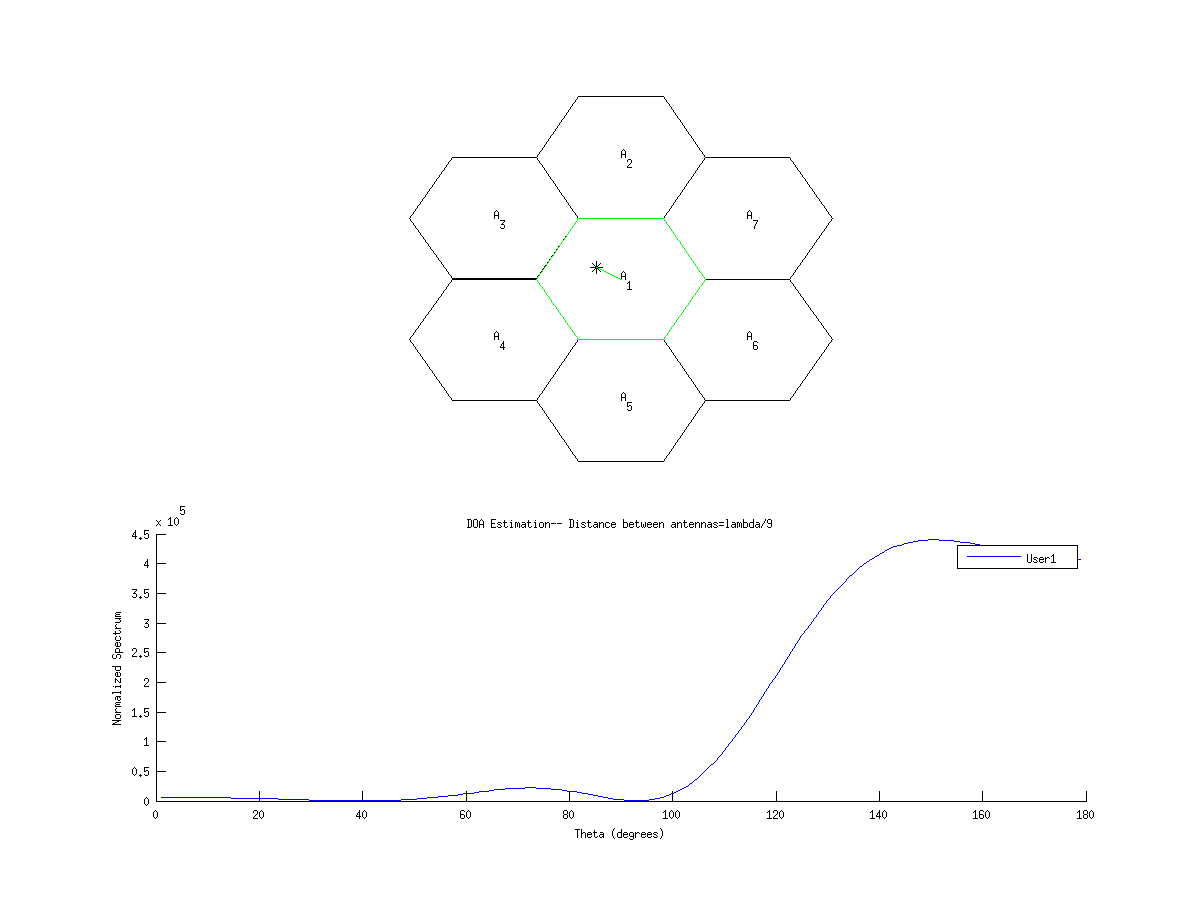 A2
A3
A7
A1
A4
A6
A5
x 10^5
DOA Estimation-- Distance between antennas=lambda/9
4.5
4
3.5
3
2.5
2
1.5
1
0.5
0
Normalized Spectrum
User1
0 20 40 60 80 100 120 140 160 180
Theta (degrees)